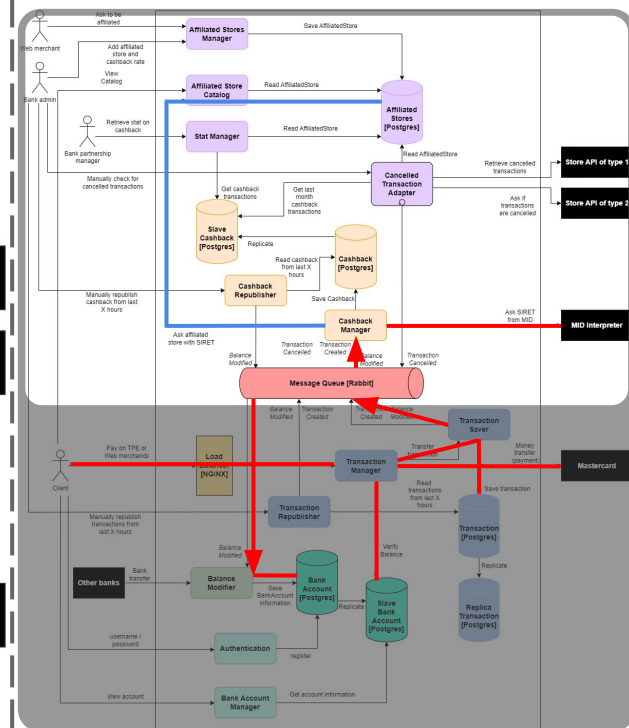 Ask to be
affiliated
Web merchant
Affiliated Stores
Manager
Save AffiliatedStore
Add affiliated
store and
cashback rate
View
Catalog
Bank admin
Affiliated Store
Catalog
Read AffiliatedStore
Affiliated
Stores
[Postgres]
Retrieve stat on
cashback
Bank partnership
manager
Stat Manager
Read AffiliatedStore
Read AffiliatedStore
Manually check for
cancelled transactions
Cancelled
Transaction
Adapter
Retrieve cancelled
transactions
Store API of type 1
Ask if
transactions
are cancelled
Store API of type 2
Get cashback
transactions
Get last
month
cashback
transactions
Slave
Cashback
[Postgres]
Replicate
Cashback
[Postgres]
Read cashback
from last X
hours
Cashback
Republisher
Save Cashback
Manually republish
cashback from last
X hours
Cashback
Manager
Ask SIRET
from MID
MID Interpreter
Ask affiliated
store with SIRET
Balance
Modified
Transaction
Cancelled
Transaction
Created
Balance
Modified
Transaction
Cancelled
Message Queue [Rabbit]
Balance
Modified
Transaction
Created
Transaction
Created
Balance
Modified
Transaction
Saver
Pay on TPE or
Web merchands
Load
Balancer
[NGINX]
Client
Transaction
Manager
Transfer
transaction
Money
transfer
(payment)
Mastercard
Read
transactions
from last X
hours
Save transaction
Manually republish
transactions from
last X hours
Transaction
Republisher
Transaction
[Postgres]
Balance
Modified
Verify
Balance
Replicate
Other banks
Bank
transfer
Balance
Modifier
Save
BankAccount
information
Bank
Account
[Postgres]
Replicate
Slave
Bank
Account
[Postgres]
Replica
Transaction
[Postgres]
username /
password
Authentication
register
View account
Bank Account
Manager
Get account information